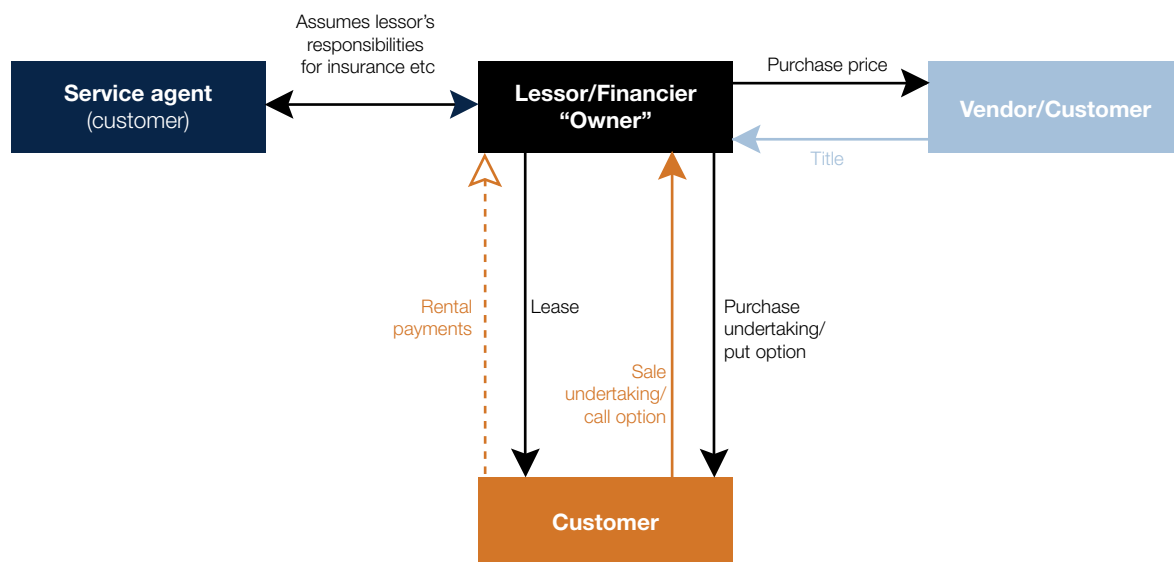 Assumes lessor’s
responsibilities
for insurance etc
Service agent
(customer)
Lessor/Financier
“Owner”
Purchase price
Vendor/Customer
Title
Rental
payments
Lease
Sale
undertaking/
call option
Purchase
undertaking/
put option
Customer